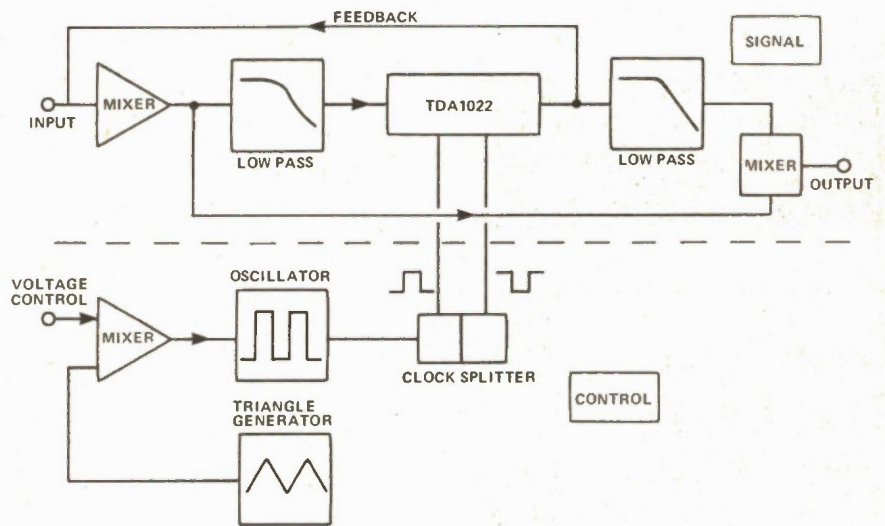 FEEDBACK
SIGNAL
MIXER
TDA1022
INPUT
LOW PASS
LOW PASS
MIXER
OUTPUT
VOLTAGE
CONTROL
OSCILLATOR
MIXER
CLOCK SPLITTER
CONTROL
TRIANGLE
GENERATOR